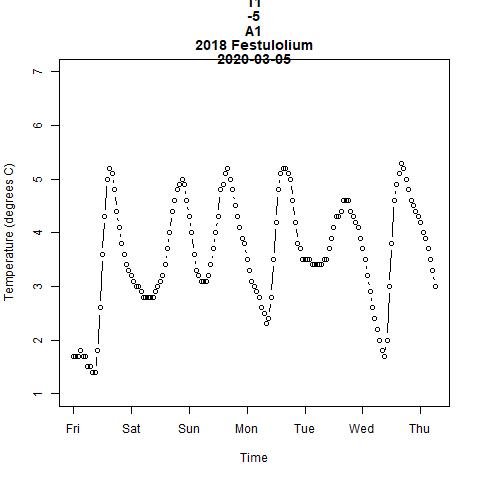 -5
A1
2018 Festulolium
2020-03-05
Temperature (degrees C)
7
6
5
4
3
2
1
Fri Sat Sun Mon Tue Wed Thu
Time